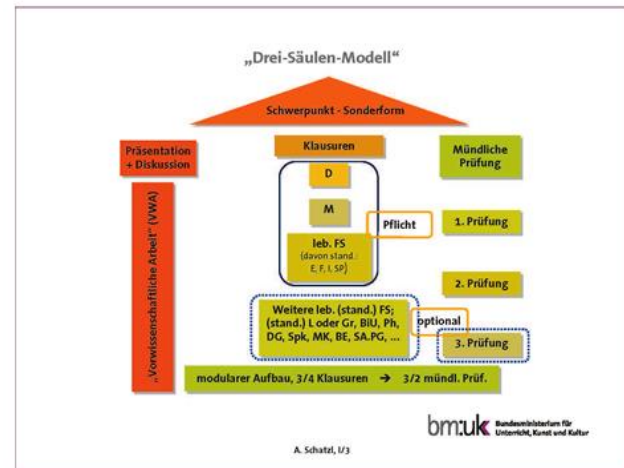 „Drei-Säulen-Modell“
Schwerpunkt - Sonderform
Präsentation
+ Diskussion
„Vorwissenschaftliche Arbeit“ (VWA)
Klausuren
D
M
leb. FS
(davon stand.:
E, F, I, SP)
Pflicht
Weitere leb. (stand.) FS;
(stand.) L oder Gr, BiU, Ph,
DG, Spk, MK, BE, SA.PG, ...
optional
Mündliche
Prüfung
1. Prüfung
2. Prüfung
3. Prüfung
modularer Aufbau, 3/4 Klausuren → 3/2 mündl. Prüf.
bm:uk
Bundesministerium für
Unterricht, Kunst und Kultur
A. Schatzl, I/3